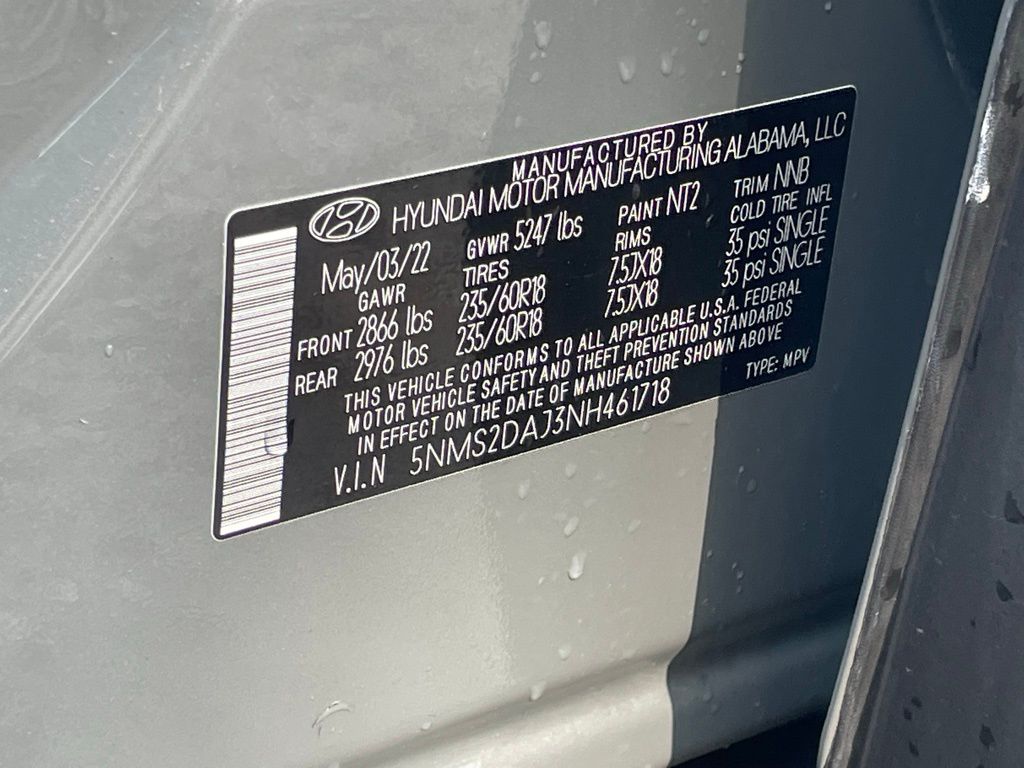 MANUFACTURED BY
HYUNDAI MOTOR MANUFACTURING ALABAMA, LLC
May/03/22 GVWR 5247 lbs PAINT NT2 TRIM NNB
GAWR TIRES RIMS COLD TIRE INFL
FRONT 2866 lbs 235/60R18 7.5JX18 35 psi SINGLE
REAR 2976 lbs 235/60R18 7.5JX18 35 psi SINGLE
THIS VEHICLE CONFORMS TO ALL APPLICABLE U.S.A. FEDERAL
MOTOR VEHICLE SAFETY AND THEFT PREVENTION STANDARDS
IN EFFECT ON THE DATE OF MANUFACTURE SHOWN ABOVE
V.I.N 5NMS2DAJ3NH461718 TYPE: MPV